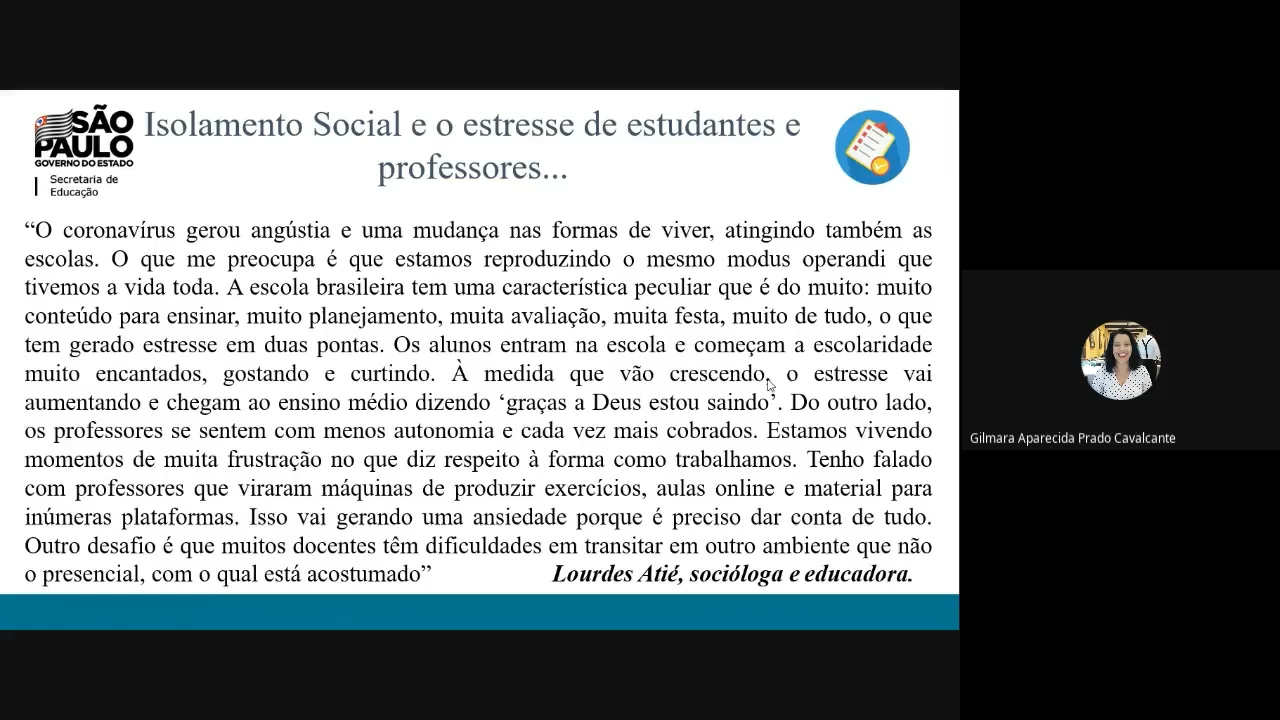 SÃO
PAULO
GOVERNO DO ESTADO
Secretaria de
Educação
Isolamento Social e o estresse de estudantes e
professores...
“O coronavírus gerou angústia e uma mudança nas formas de viver, atingindo também as
escolas. O que me preocupa é que estamos reproduzindo o mesmo modus operandi que
tivemos a vida toda. A escola brasileira tem uma característica peculiar que é do muito: muito
conteúdo para ensinar, muito planejamento, muita avaliação, muita festa, muito de tudo, o que
tem gerado estresse em duas pontas. Os alunos entram na escola e começam a escolaridade
muito encantados, gostando e curtindo. À medida que vão crescendo, o estresse vai
aumentando e chegam ao ensino médio dizendo ‘graças a Deus estou saindo’. Do outro lado,
os professores se sentem com menos autonomia e cada vez mais cobrados. Estamos vivendo
momentos de muita frustração no que diz respeito à forma como trabalhamos. Tenho falado
com professores que viraram máquinas de produzir exercícios, aulas online e material para
inúmeras plataformas. Isso vai gerando uma ansiedade porque é preciso dar conta de tudo.
Outro desafio é que muitos docentes têm dificuldades em transitar em outro ambiente que não
o presencial, com o qual está acostumado” Lourdes Atié, socióloga e educadora.
Gilmara Aparecida Prado Cavalcante